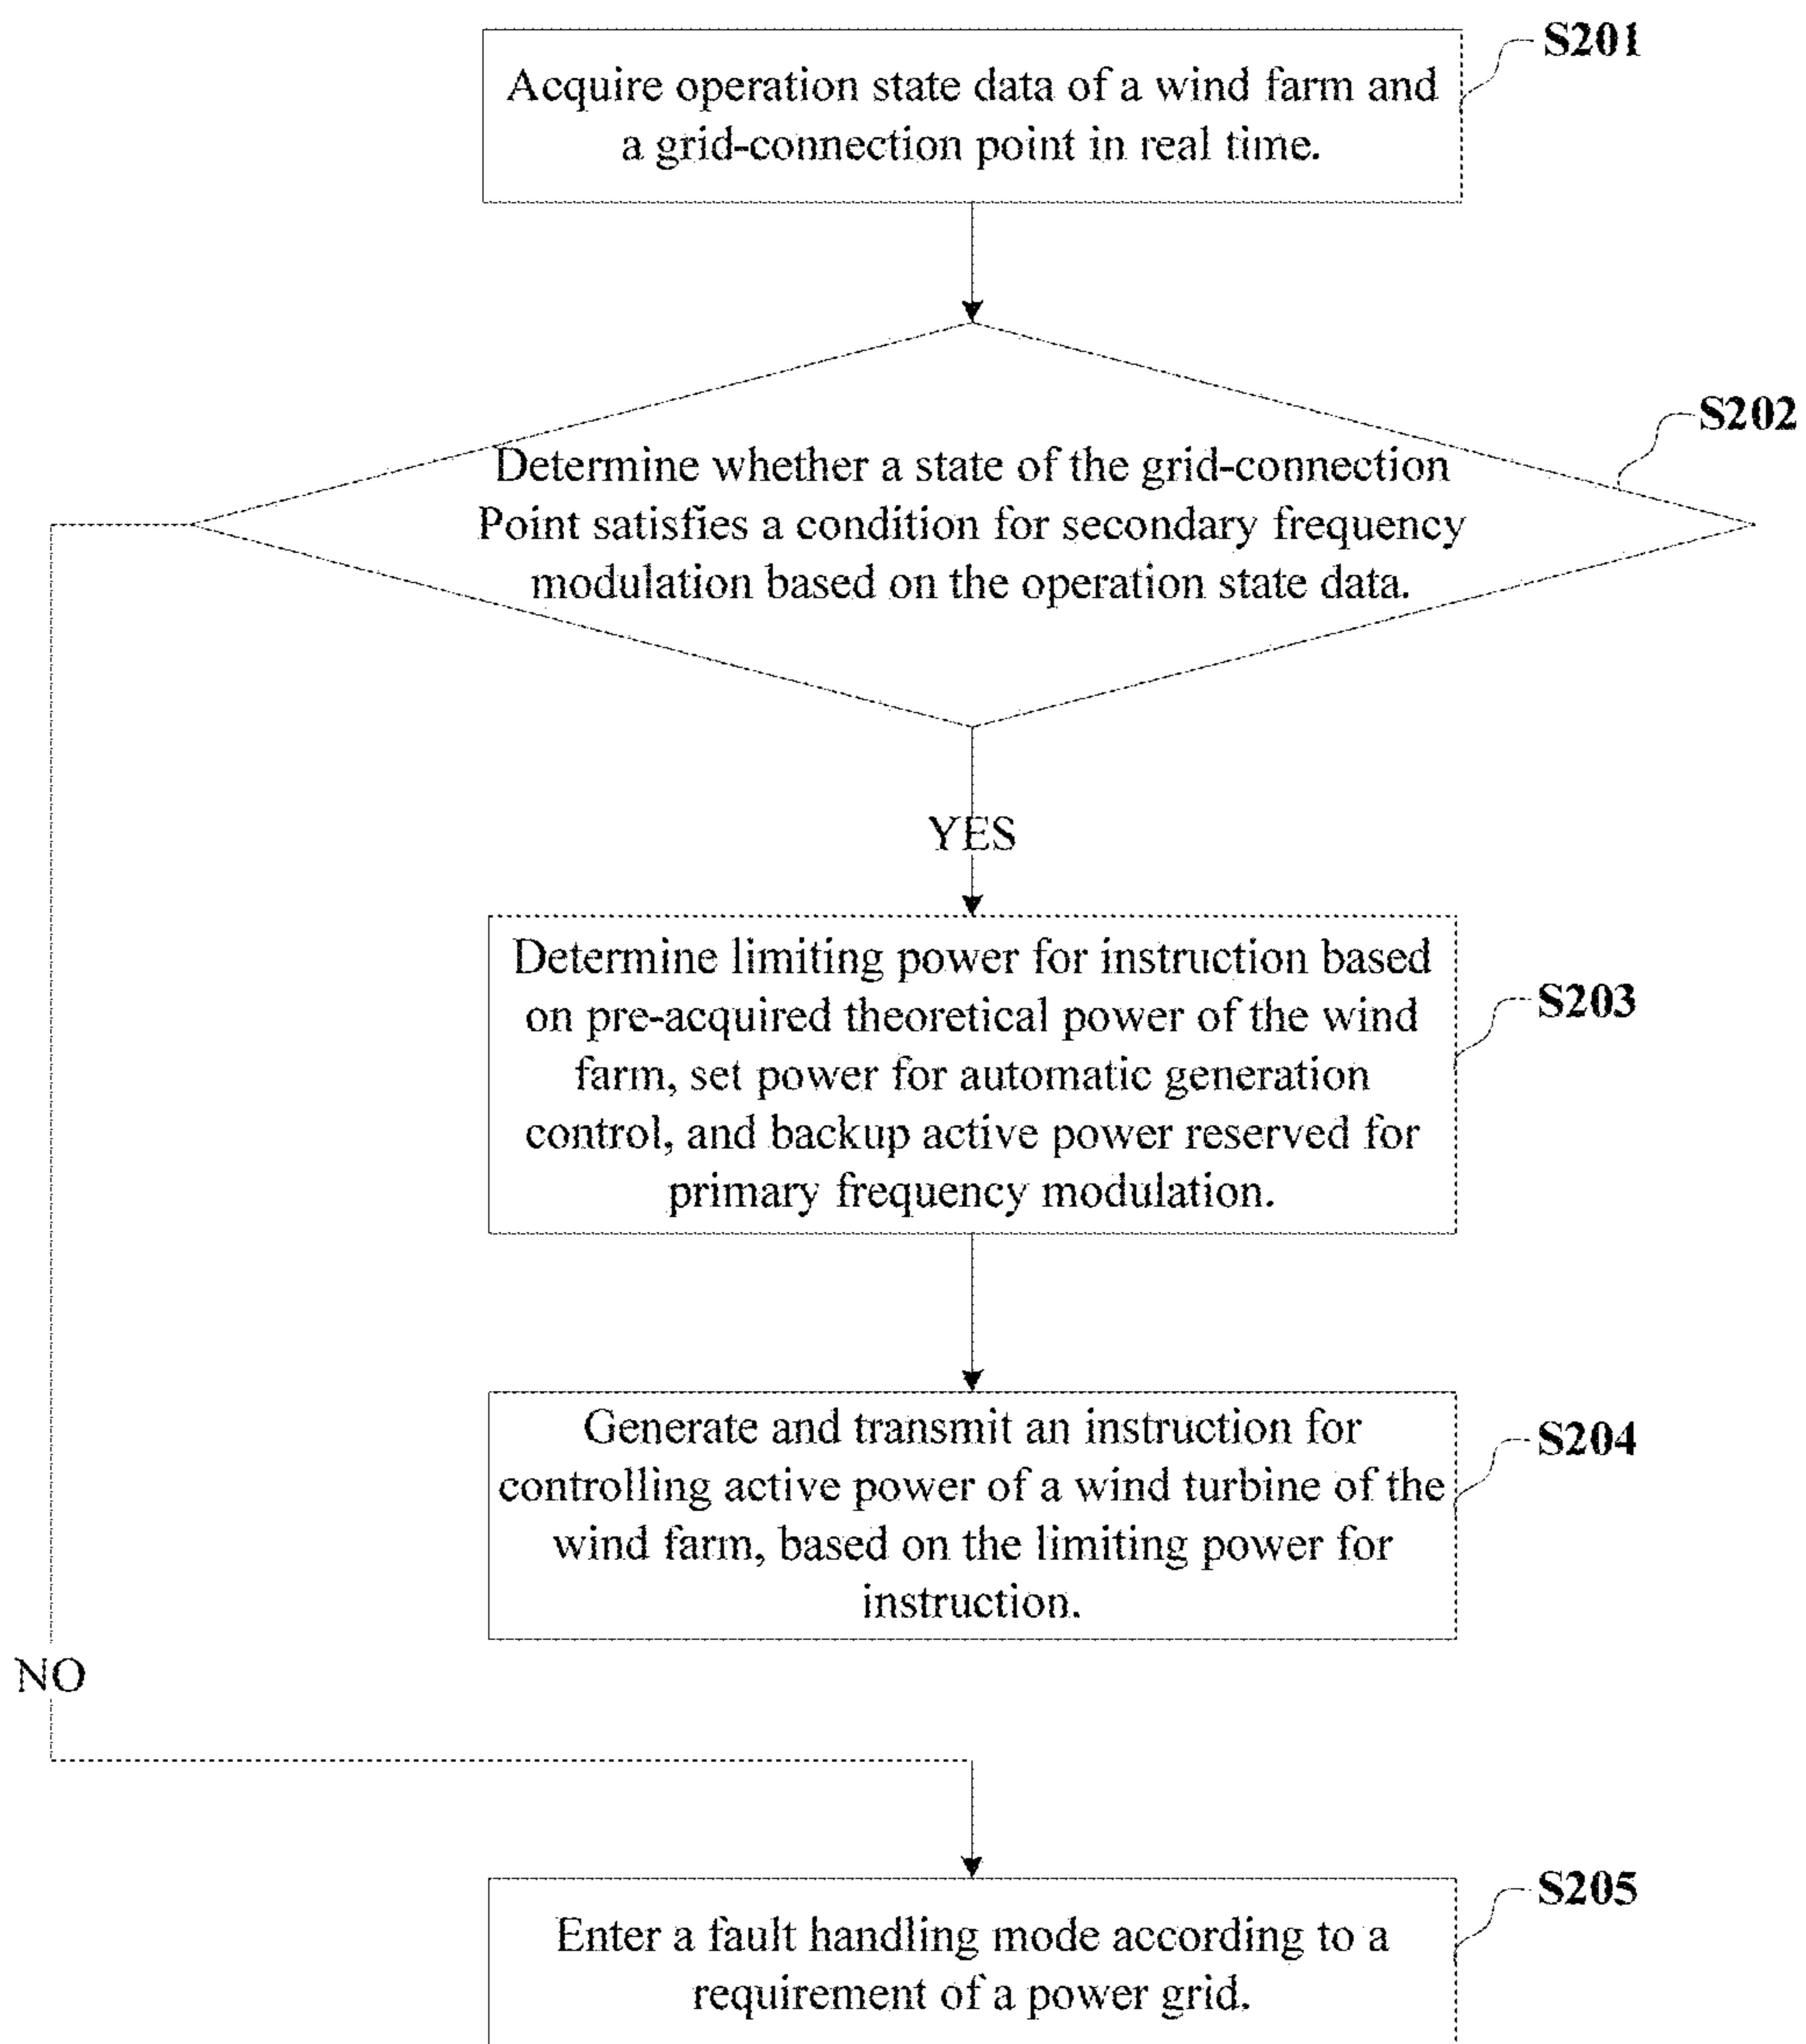 S201
Acquire operation state data of a wind farm and
a grid-connection point in real time.
S202
Determine whether a state of the grid-connection
Point satisfies a condition for secondary frequency
modulation based on the operation state data.
YES
Determine limiting power for instruction based
on pre-acquired theoretical power of the wind
farm, set power for automatic generation
control, and backup active power reserved for
primary frequency modulation.
S203
Generate and transmit an instruction for
controlling active power of a wind turbine of the
wind farm, based on the limiting power for
instruction.
S204
NO
S205
Enter a fault handling mode according to a
requirement of a power grid.